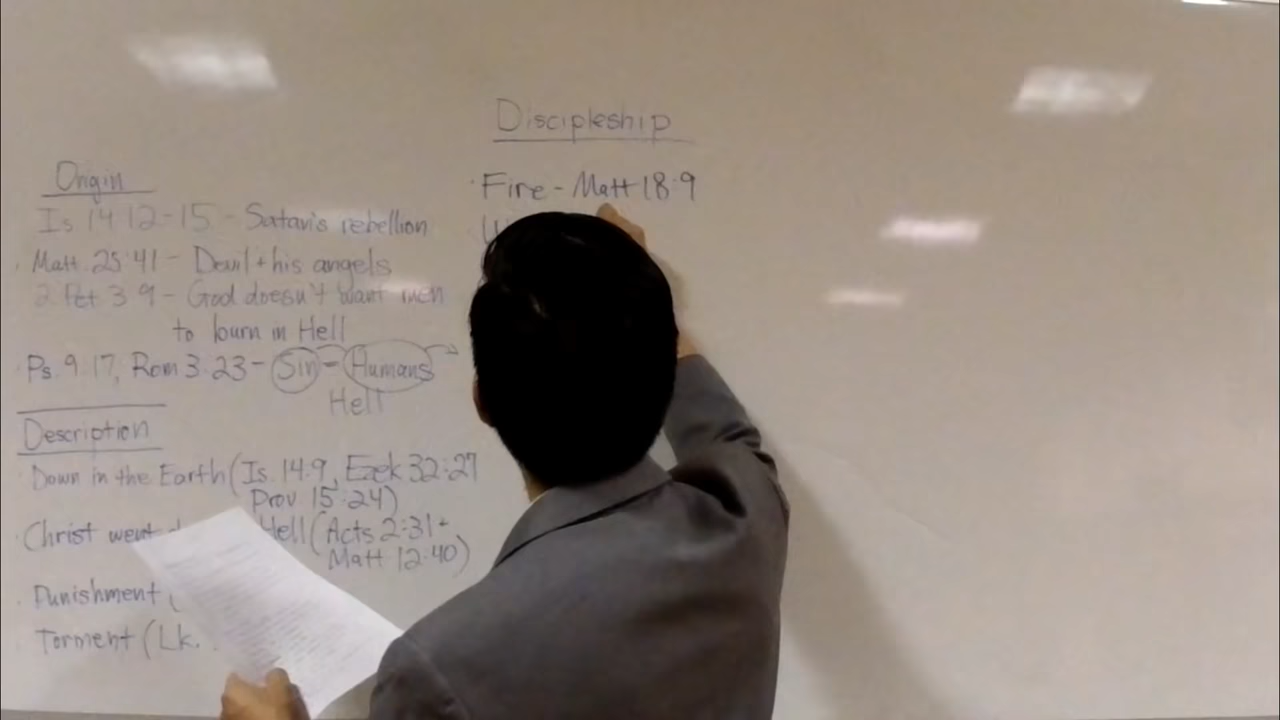 Discipleship
Origin
Is 14:12-15 - Satan's rebellion
Matt. 25:41 - Devil + his angels
2 Pet 3 9 - God doesn't want men
to burn in Hell
Ps. 9:17, Rom 3:23 - Sin - Humans
Hell
Description
Down in the Earth (Is. 14:9, Ezek 32:27
Prov. 15:24)
Christ went Hell (Acts 2:31 +
Matt 12:40)
Punishment (
Torment (Lk.
Fire - Matt 18:9